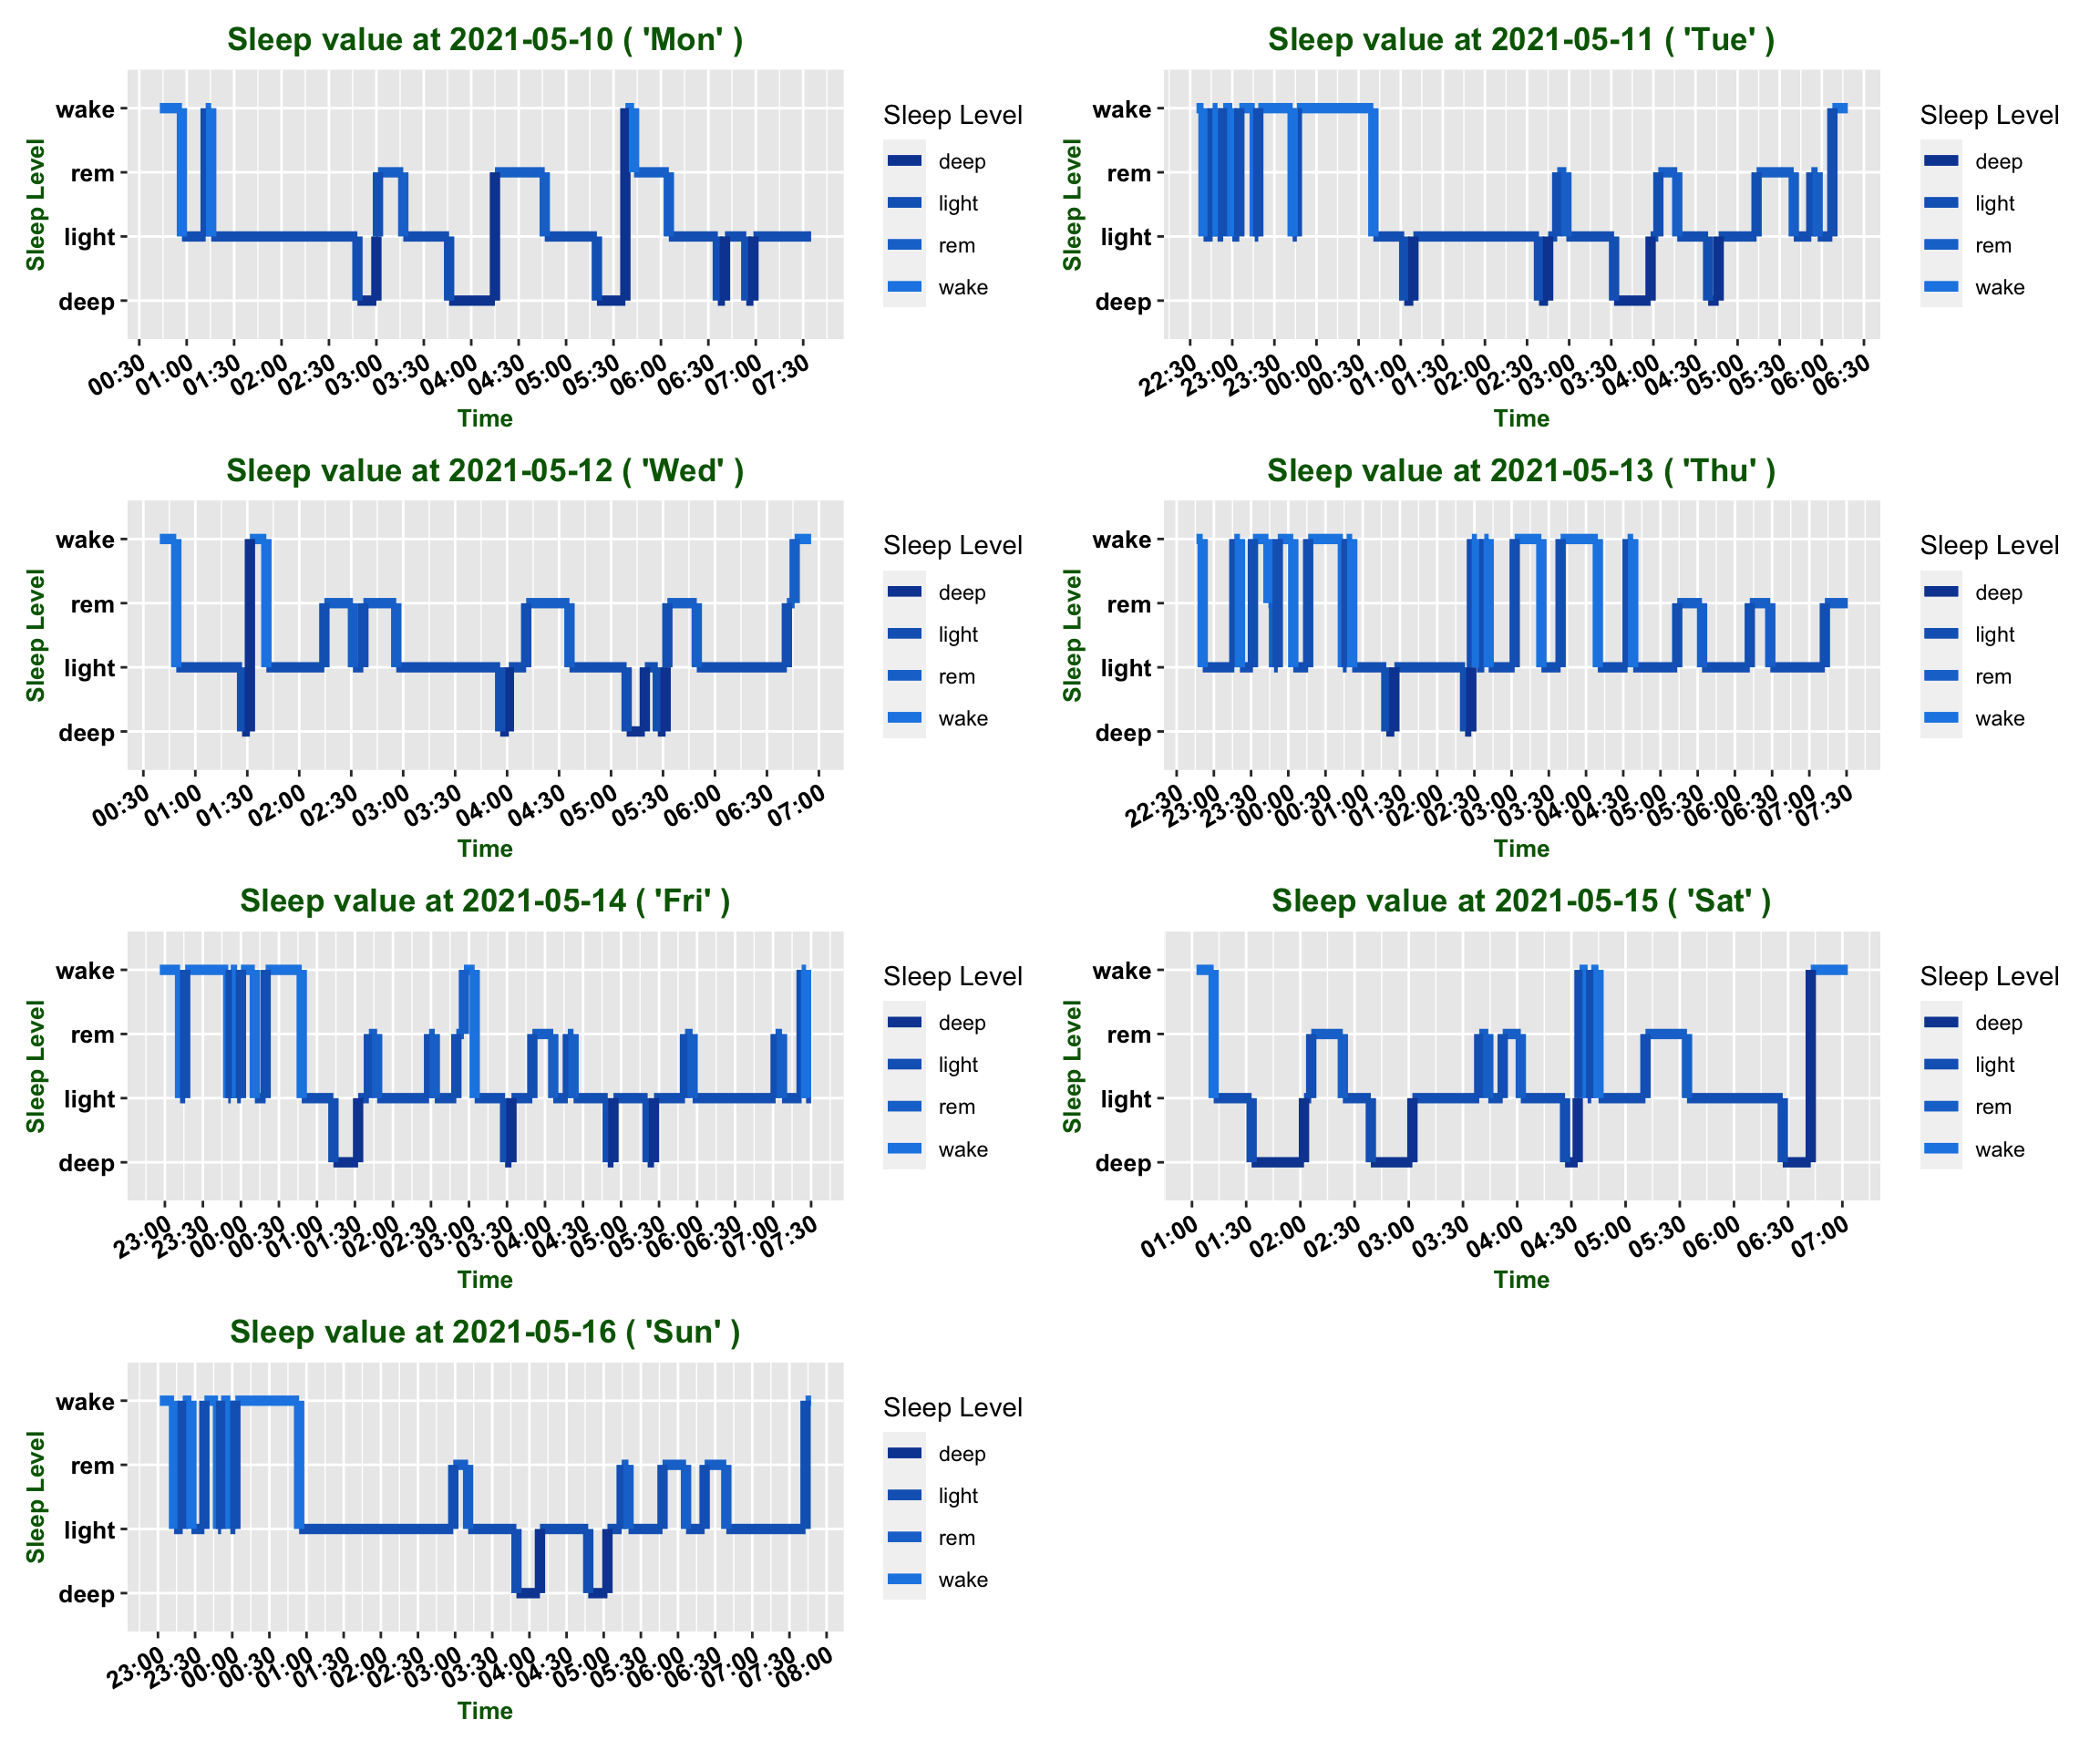 Sleep value at 2021-05-10 ( 'Mon' )
Sleep Level
wake
rem
light
deep
00:30 01:00 01:30 02:00 02:30 03:00 03:30 04:00 04:30 05:00 05:30 06:00 06:30 07:00 07:30
Time
Sleep Level
deep
light
rem
wake
Sleep value at 2021-05-11 ( 'Tue' )
Sleep Level
wake
rem
light
deep
22:30 23:00 23:30 00:00 00:30 01:00 01:30 02:00 02:30 03:00 03:30 04:00 04:30 05:00 05:30 06:00 06:30
Time
Sleep Level
deep
light
rem
wake
Sleep value at 2021-05-12 ( 'Wed' )
Sleep Level
wake
rem
light
deep
00:30 01:00 01:30 02:00 02:30 03:00 03:30 04:00 04:30 05:00 05:30 06:00 06:30 07:00
Time
Sleep Level
deep
light
rem
wake
Sleep value at 2021-05-13 ( 'Thu' )
Sleep Level
wake
rem
light
deep
22:30 23:00 23:30 00:00 00:30 01:00 01:30 02:00 02:30 03:00 03:30 04:00 04:30 05:00 05:30 06:00 06:30 07:00 07:30
Time
Sleep Level
deep
light
rem
wake
Sleep value at 2021-05-14 ( 'Fri' )
Sleep Level
wake
rem
light
deep
23:00 23:30 00:00 00:30 01:00 01:30 02:00 02:30 03:00 03:30 04:00 04:30 05:00 05:30 06:00 06:30 07:00 07:30
Time
Sleep Level
deep
light
rem
wake
Sleep value at 2021-05-15 ( 'Sat' )
Sleep Level
wake
rem
light
deep
01:00 01:30 02:00 02:30 03:00 03:30 04:00 04:30 05:00 05:30 06:00 06:30 07:00
Time
Sleep Level
deep
light
rem
wake
Sleep value at 2021-05-16 ( 'Sun' )
Sleep Level
wake
rem
light
deep
23:00 23:30 00:00 00:30 01:00 01:30 02:00 02:30 03:00 03:30 04:00 04:30 05:00 05:30 06:00 06:30 07:00 07:30 08:00
Time
Sleep Level
deep
light
rem
wake